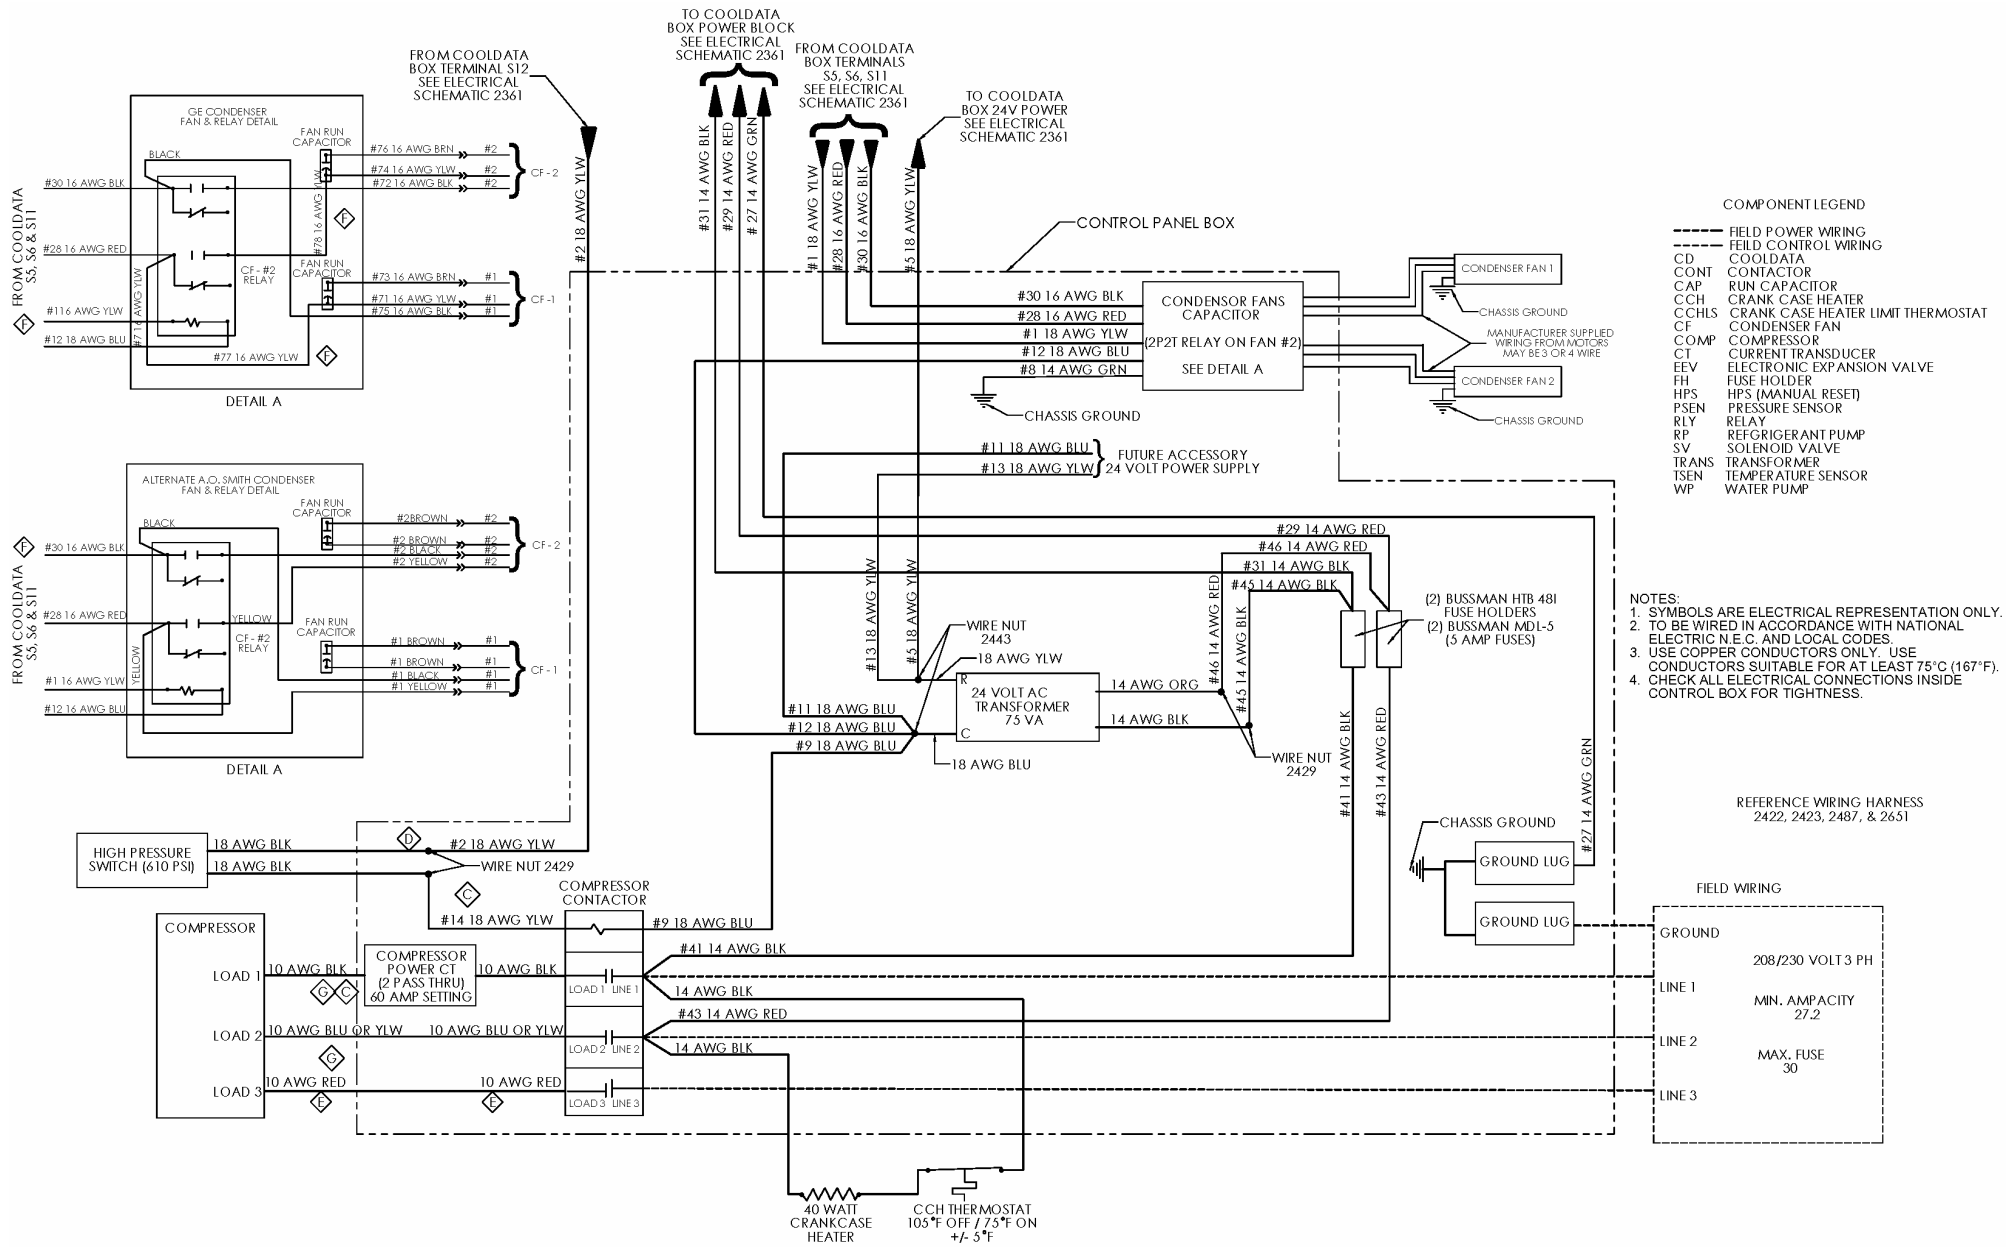 TO COOLDATA
BOX POWER BLOCK
SEE ELECTRICAL
SCHEMATIC 2361
FROM COOLDATA
BOX TERMINAL S12
SEE ELECTRICAL
SCHEMATIC 2361
FROM COOLDATA
BOX TERMINALS
S5, S6, S11
SEE ELECTRICAL
SCHEMATIC 2361
TO COOLDATA
BOX 24V POWER
SEE ELECTRICAL
SCHEMATIC 2361
GE CONDENSER
FAN & RELAY DETAIL
FAN RUN
CAPACITOR
BLACK
#76 16 AWG BRN
#2
#74 16 AWG YLW
#2
#72 16 AWG BLK
#2
CF - 2
#30 16 AWG BLK
#78 16 AWG YLW
F
#28 16 AWG RED
FROM COOLDATA
S5, S6 & S11
FAN RUN
CAPACITOR
CF - #2
RELAY
#73 16 AWG BRN
#1
#71 16 AWG YLW
#1
#75 16 AWG BLK
#1
CF -1
#7 16 AWG YLW
F
#116 AWG YLW
#12 18 AWG BLU
#77 16 AWG YLW
F
DETAIL A
#2 18 AWG YLW
#31 14 AWG BLK
#29 14 AWG RED
# 27 14 AWG GRN
#1 18 AWG YLW
#28 16 AWG RED
#30 16 AWG BLK
#5 18 AWG YLW
CONTROL PANEL BOX
#30 16 AWG BLK
#28 16 AWG RED
#1 18 AWG YLW
#12 18 AWG BLU
#8 14 AWG GRN
CHASSIS GROUND
CONDENSOR FANS
CAPACITOR
(2P2T RELAY ON FAN #2)
SEE DETAIL A
CONDENSER FAN 1
CHASSIS GROUND
MANUFACTURER SUPPLIED
WIRING FROM MOTORS
MAY BE 3 OR 4 WIRE
CONDENSER FAN 2
CHASSIS GROUND
COMPONENT LEGEND
FIELD POWER WIRING
FEILD CONTROL WIRING
CD COOLDATA
CONT CONTACTOR
CAP RUN CAPACITOR
CCH CRANK CASE HEATER
CCHLS CRANK CASE HEATER LIMIT THERMOSTAT
CF CONDENSER FAN
COMP COMPRESSOR
CT CURRENT TRANSDUCER
EEV ELECTRONIC EXPANSION VALVE
FH FUSE HOLDER
HPS HPS (MANUAL RESET)
PSEN PRESSURE SENSOR
RLY RELAY
RP REFGRIGERANT PUMP
SV SOLENOID VALVE
TRANS TRANSFORMER
TSEN TEMPERATURE SENSOR
WP WATER PUMP
#11 18 AWG BLU
#13 18 AWG YLW
FUTURE ACCESSORY
24 VOLT POWER SUPPLY
ALTERNATE A.O. SMITH CONDENSER
FAN & RELAY DETAIL
FAN RUN
CAPACITOR
BLACK
#2BROWN
#2
#2 BROWN
#2
#2 BLACK
#2
#2 YELLOW
#2
CF - 2
F
#30 16 AWG BLK
#28 16 AWG RED
FROM COOLDATA
S5, S6 & S11
YELLOW
FAN RUN
CAPACITOR
CF - #2
RELAY
YELLOW
#1 BROWN
#1
#1 BROWN
#1
#1 BLACK
#1
#1 YELLOW
#1
CF - 1
#1 16 AWG YLW
#12 16 AWG BLU
DETAIL A
#29 14 AWG RED
#46 14 AWG RED
#31 14 AWG BLK
#45 14 AWG BLK
#13 18 AWG YLW
#5 18 AWG YLW
#46 14 AWG RED
#45 14 AWG BLK
WIRE NUT
2443
18 AWG YLW
R
24 VOLT AC
TRANSFORMER
75 VA
C
14 AWG ORG
14 AWG BLK
#11 18 AWG BLU
#12 18 AWG BLU
#9 18 AWG BLU
18 AWG BLU
WIRE NUT
2429
(2) BUSSMAN HTB 48I
FUSE HOLDERS
(2) BUSSMAN MDL-5
(5 AMP FUSES)
#41 14 AWG BLK
#43 14 AWG RED
#27 14 AWG GRN
NOTES:
1. SYMBOLS ARE ELECTRICAL REPRESENTATION ONLY.
2. TO BE WIRED IN ACCORDANCE WITH NATIONAL
ELECTRIC N.E.C. AND LOCAL CODES.
3. USE COPPER CONDUCTORS ONLY. USE
CONDUCTORS SUITABLE FOR AT LEAST 75°C (167°F).
4. CHECK ALL ELECTRICAL CONNECTIONS INSIDE
CONTROL BOX FOR TIGHTNESS.
REFERENCE WIRING HARNESS
2422, 2423, 2487, & 2651
HIGH PRESSURE
SWITCH (610 PSI)
18 AWG BLK
18 AWG BLK
D
#2 18 AWG YLW
WIRE NUT 2429
C
#14 18 AWG YLW
COMPRESSOR
CONTACTOR
#9 18 AWG BLU
CHASSIS GROUND
GROUND LUG
GROUND LUG
FIELD WIRING
GROUND
208/230 VOLT 3 PH
LINE 1
MIN. AMPACITY
27.2
LINE 2
MAX. FUSE
30
LINE 3
COMPRESSOR
LOAD 1
10 AWG BLK
G
C
COMPRESSOR
POWER CT
(2 PASS THRU)
60 AMP SETTING
10 AWG BLK
LOAD 1 LINE 1
#41 14 AWG BLK
14 AWG BLK
LOAD 2
10 AWG BLU OR YLW
10 AWG BLU OR YLW
G
LOAD 2 LINE 2
#43 14 AWG RED
14 AWG BLK
LOAD 3
10 AWG RED
E
10 AWG RED
E
LOAD 3 LINE 3
40 WATT
CRANKCASE
HEATER
CCH THERMOSTAT
105°F OFF / 75°F ON
+/- 5°F